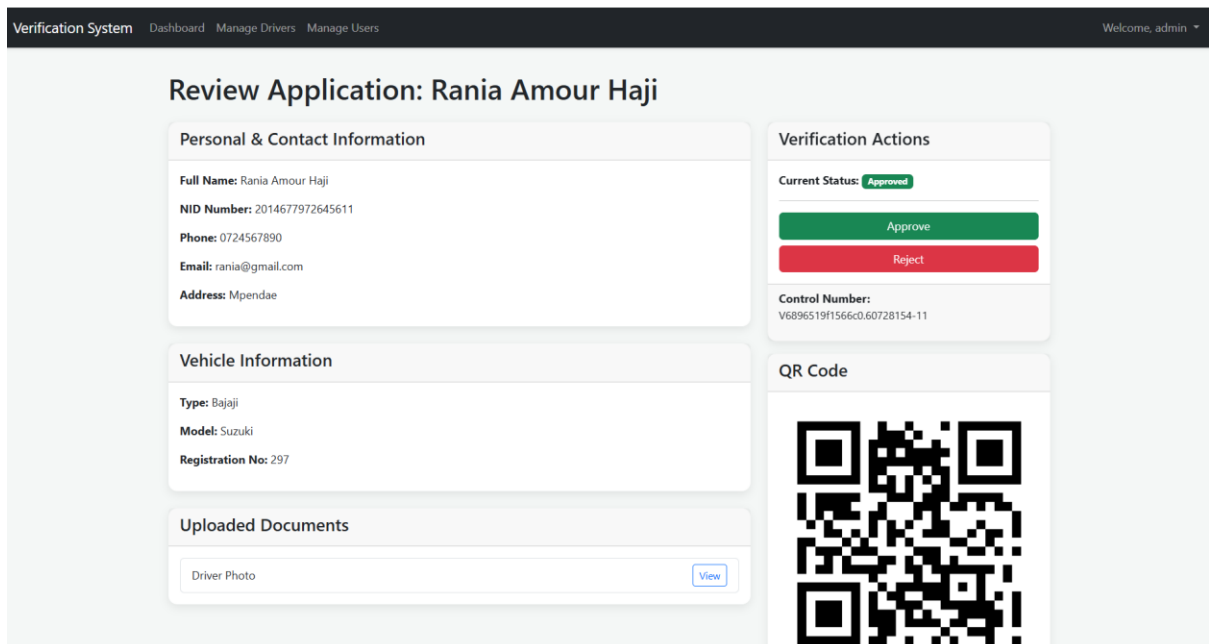 Verification System Dashboard Manage Drivers Manage Users Welcome, admin
Review Application: Rania Amour Haji
Personal & Contact Information
Full Name: Rania Amour Haji
NID Number: 2014677972645611
Phone: 0724567890
Email: rania@gmail.com
Address: Mpendae
Vehicle Information
Type: Bajaji
Model: Suzuki
Registration No: 297
Uploaded Documents
Driver Photo View
Verification Actions
Current Status: Approved
Approve
Reject
Control Number:
V6896519f1566c0.60728154-11
QR Code